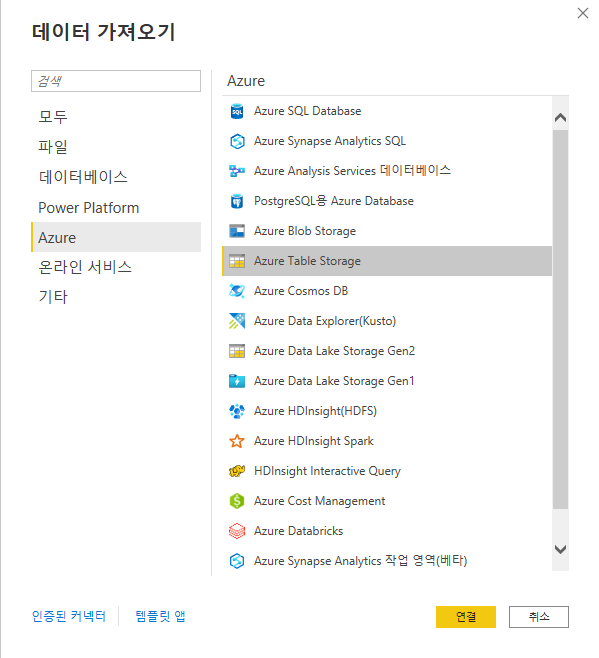 데이터 가져오기
검색
모두
파일
데이터베이스
Power Platform
Azure
온라인 서비스
기타
Azure
Azure SQL Database
Azure Synapse Analytics SQL
Azure Analysis Services 데이터베이스
PostgreSQL용 Azure Database
Azure Blob Storage
Azure Table Storage
Azure Cosmos DB
Azure Data Explorer(Kusto)
Azure Data Lake Storage Gen2
Azure Data Lake Storage Gen1
Azure HDInsight(HDFS)
Azure HDInsight Spark
HDInsight Interactive Query
Azure Cost Management
Azure Databricks
Azure Synapse Analytics 작업 영역(베타)
인증된 커넥터
템플릿 앱
연결
취소